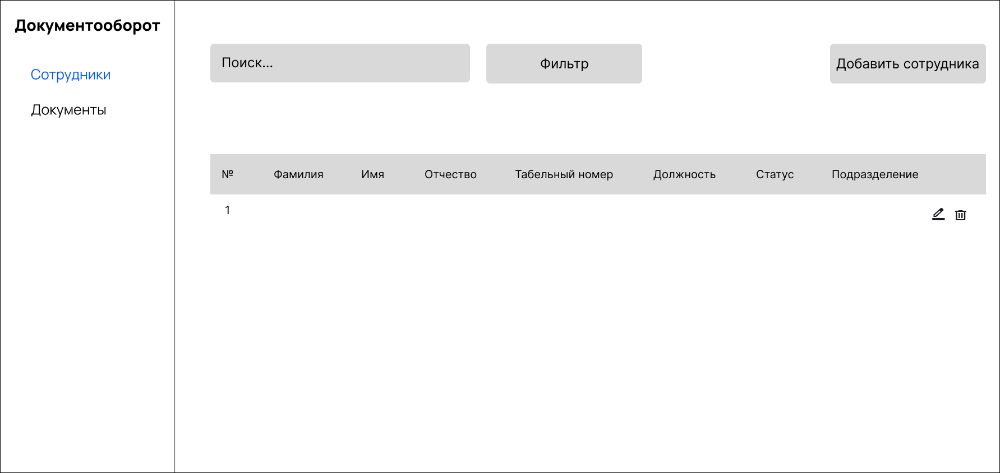 Документооборот
Сотрудники
Документы
Поиск...
Фильтр
Добавить сотрудника
№ Фамилия Имя Отчество Табельный номер Должность Статус Подразделение
1